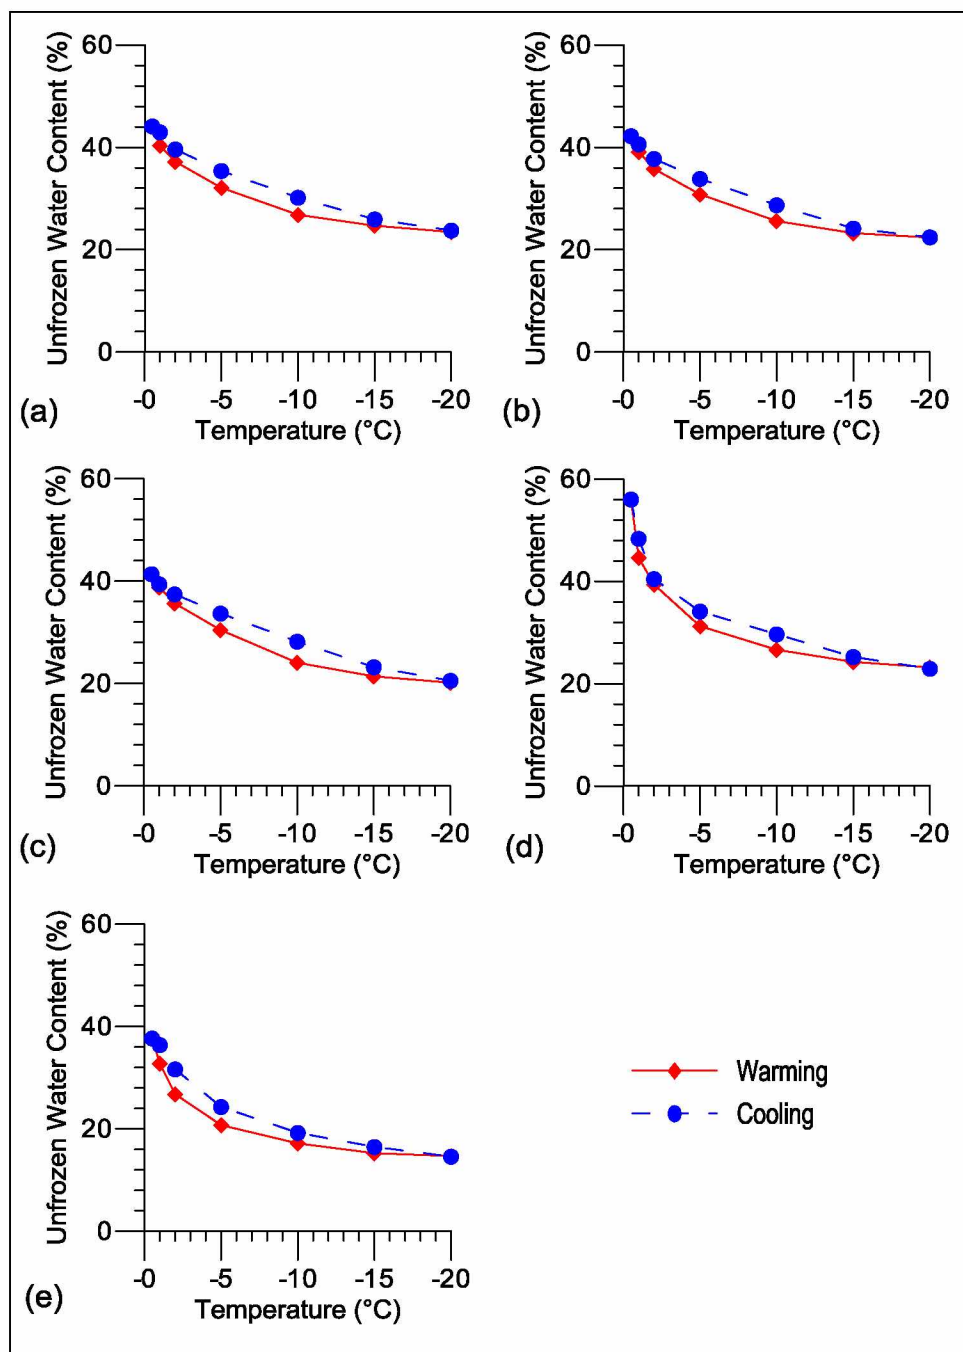 60
40
20
0
Unfrozen Water Content (%)
-0 -5 -10 -15 -20
Temperature (°C)
(a)
60
40
20
0
Unfrozen Water Content (%)
-0 -5 -10 -15 -20
Temperature (°C)
(b)
60
40
20
0
Unfrozen Water Content (%)
-0 -5 -10 -15 -20
Temperature (°C)
(c)
60
40
20
0
Unfrozen Water Content (%)
-0 -5 -10 -15 -20
Temperature (°C)
(d)
60
40
20
0
Unfrozen Water Content (%)
-0 -5 -10 -15 -20
Temperature (°C)
(e)
Warming
Cooling